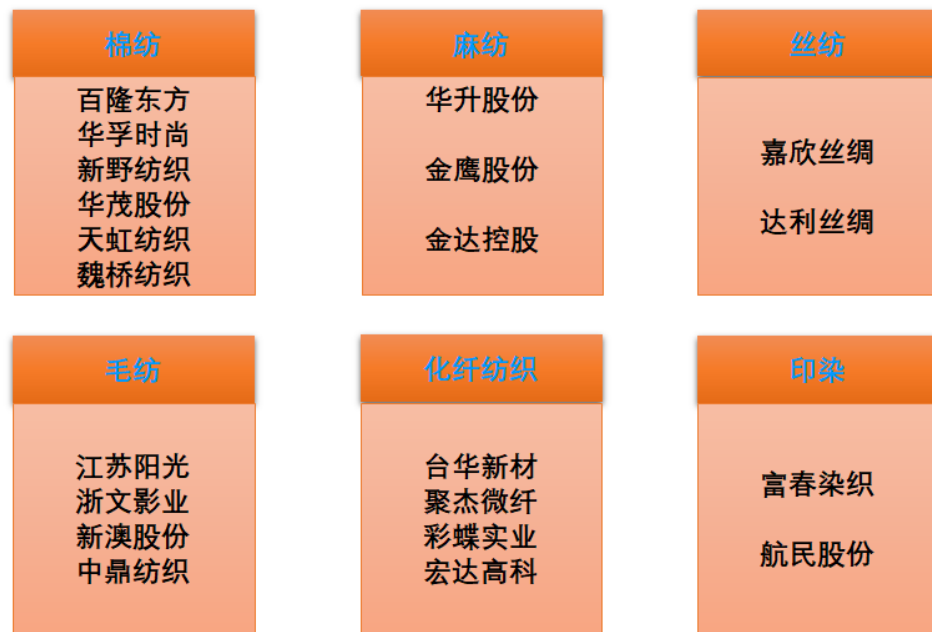 棉纺
百隆东方
华孚时尚
新野纺织
华茂股份
天虹纺织
魏桥纺织
麻纺
华升股份
金鹰股份
金达控股
丝纺
嘉欣丝绸
达利丝绸
毛纺
江苏阳光
浙文影业
新澳股份
中鼎纺织
化纤纺织
台华新材
聚杰微纤
彩蝶实业
宏达高科
印染
富春染织
航民股份